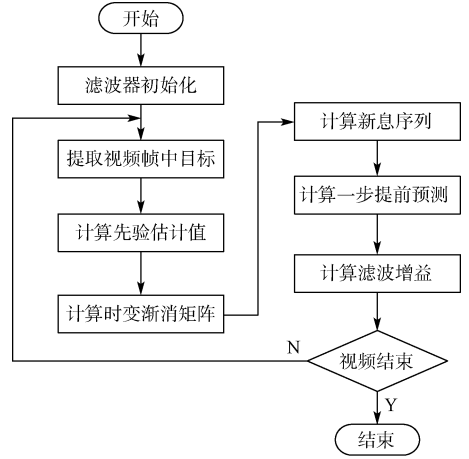 开始
滤波器初始化
提取视频帧中目标
计算先验估计值
计算时变渐消矩阵
计算新息序列
计算一步提前预测
计算滤波增益
视频结束
N
Y
结束